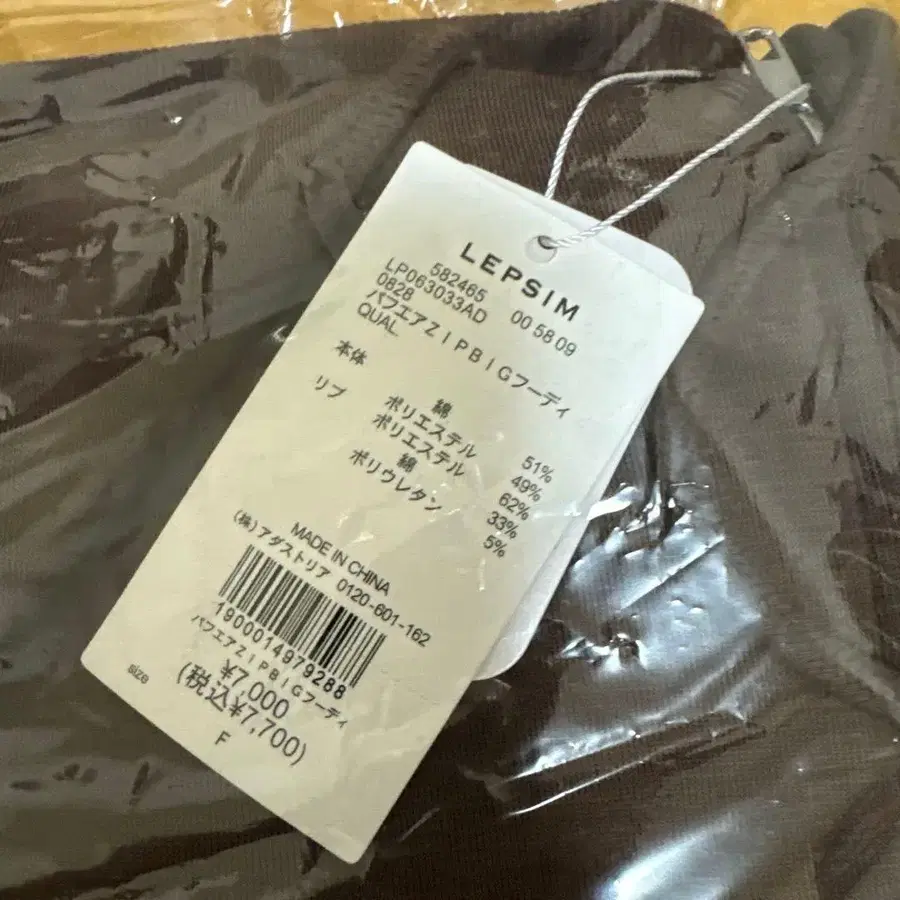 LEPSIM
582465
LP063033AD 00 58 09
0828
パフエアZIPBIGフーディ
QUAL
本体 綿 51%
ポリエステル 49%
リブ ポリエステル 62%
綿 33%
ポリウレタン 5%
MADE IN CHINA
(株)アダストリア 0120-601-162
1900014979288
パフエアZIPBIGフーディ
¥7,000
(税込¥7,700)
size F